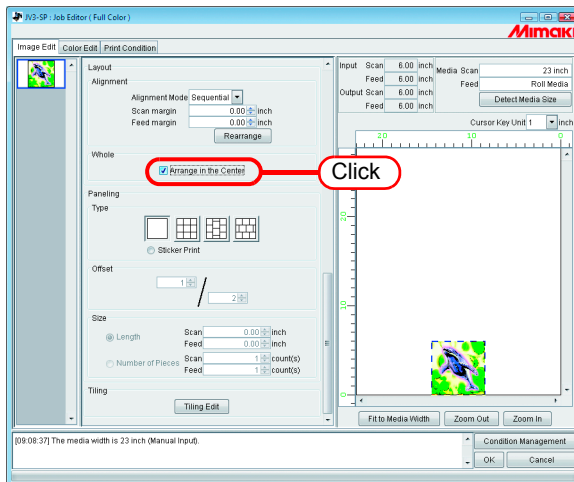 JV3-SP : Job Editor ( Full Color )
Mimaki
Image Edit Color Edit Print Condition
Layout
Alignment
Alignment Mode Sequential
Scan margin 0.00 inch
Feed margin 0.00 inch
Rearrange
Whole
Arrange in the Center
Click
Paneling
Type
Sticker Print
Offset
1
2
Size
Length Scan 0.00 inch
Feed 0.00 inch
Number of Pieces Scan 1 count(s)
Feed 1 count(s)
Tiling
Tiling Edit
Input Scan 6.00 inch
Feed 6.00 inch
Output Scan 6.00 inch
Feed 6.00 inch
Media Scan 23 inch
Feed Roll Media
Detect Media Size
Cursor Key Unit 1 inch
20 10 0
20
10
0
Fit to Media Width Zoom Out Zoom In
[09:08:37] The media width is 23 inch (Manual Input).
Condition Management
OK Cancel